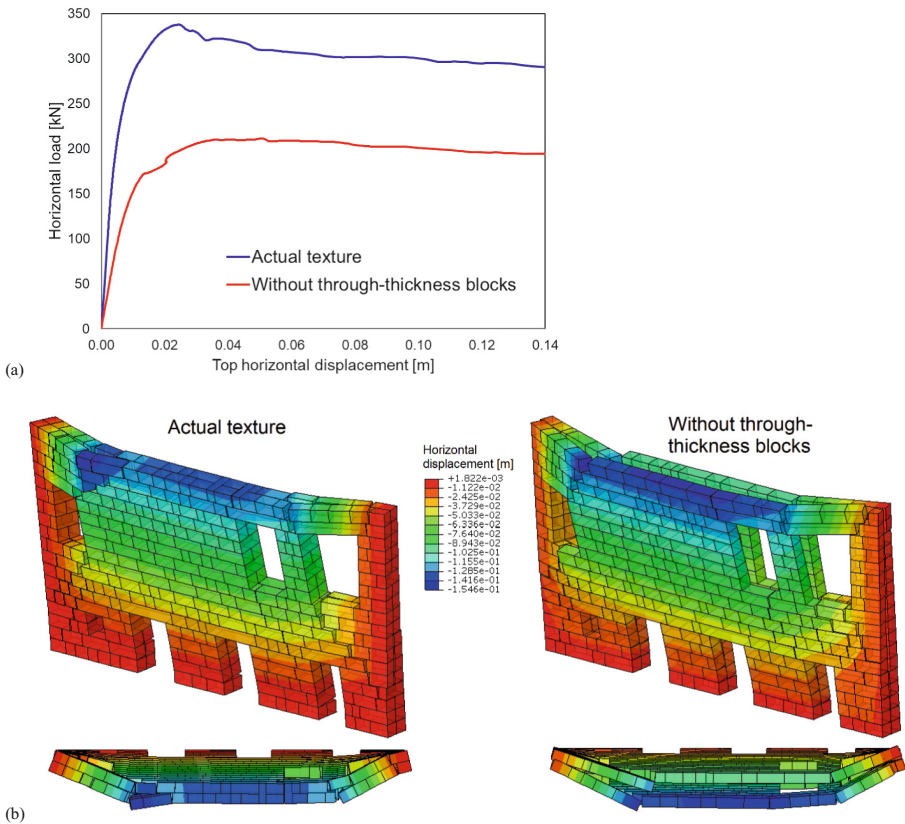 350
300
250
200
150
100
50
0
Horizontal load [kN]
Actual texture
Without through-thickness blocks
0.00 0.02 0.04 0.06 0.08 0.10 0.12 0.14
Top horizontal displacement [m]
(a)
Actual texture
Without through-
thickness blocks
Horizontal
displacement [m]
+1.822e-03
-1.122e-02
-2.425e-02
-3.729e-02
-5.033e-02
-6.336e-02
-7.640e-02
-8.943e-02
-1.025e-01
-1.155e-01
-1.285e-01
-1.416e-01
-1.546e-01
(b)